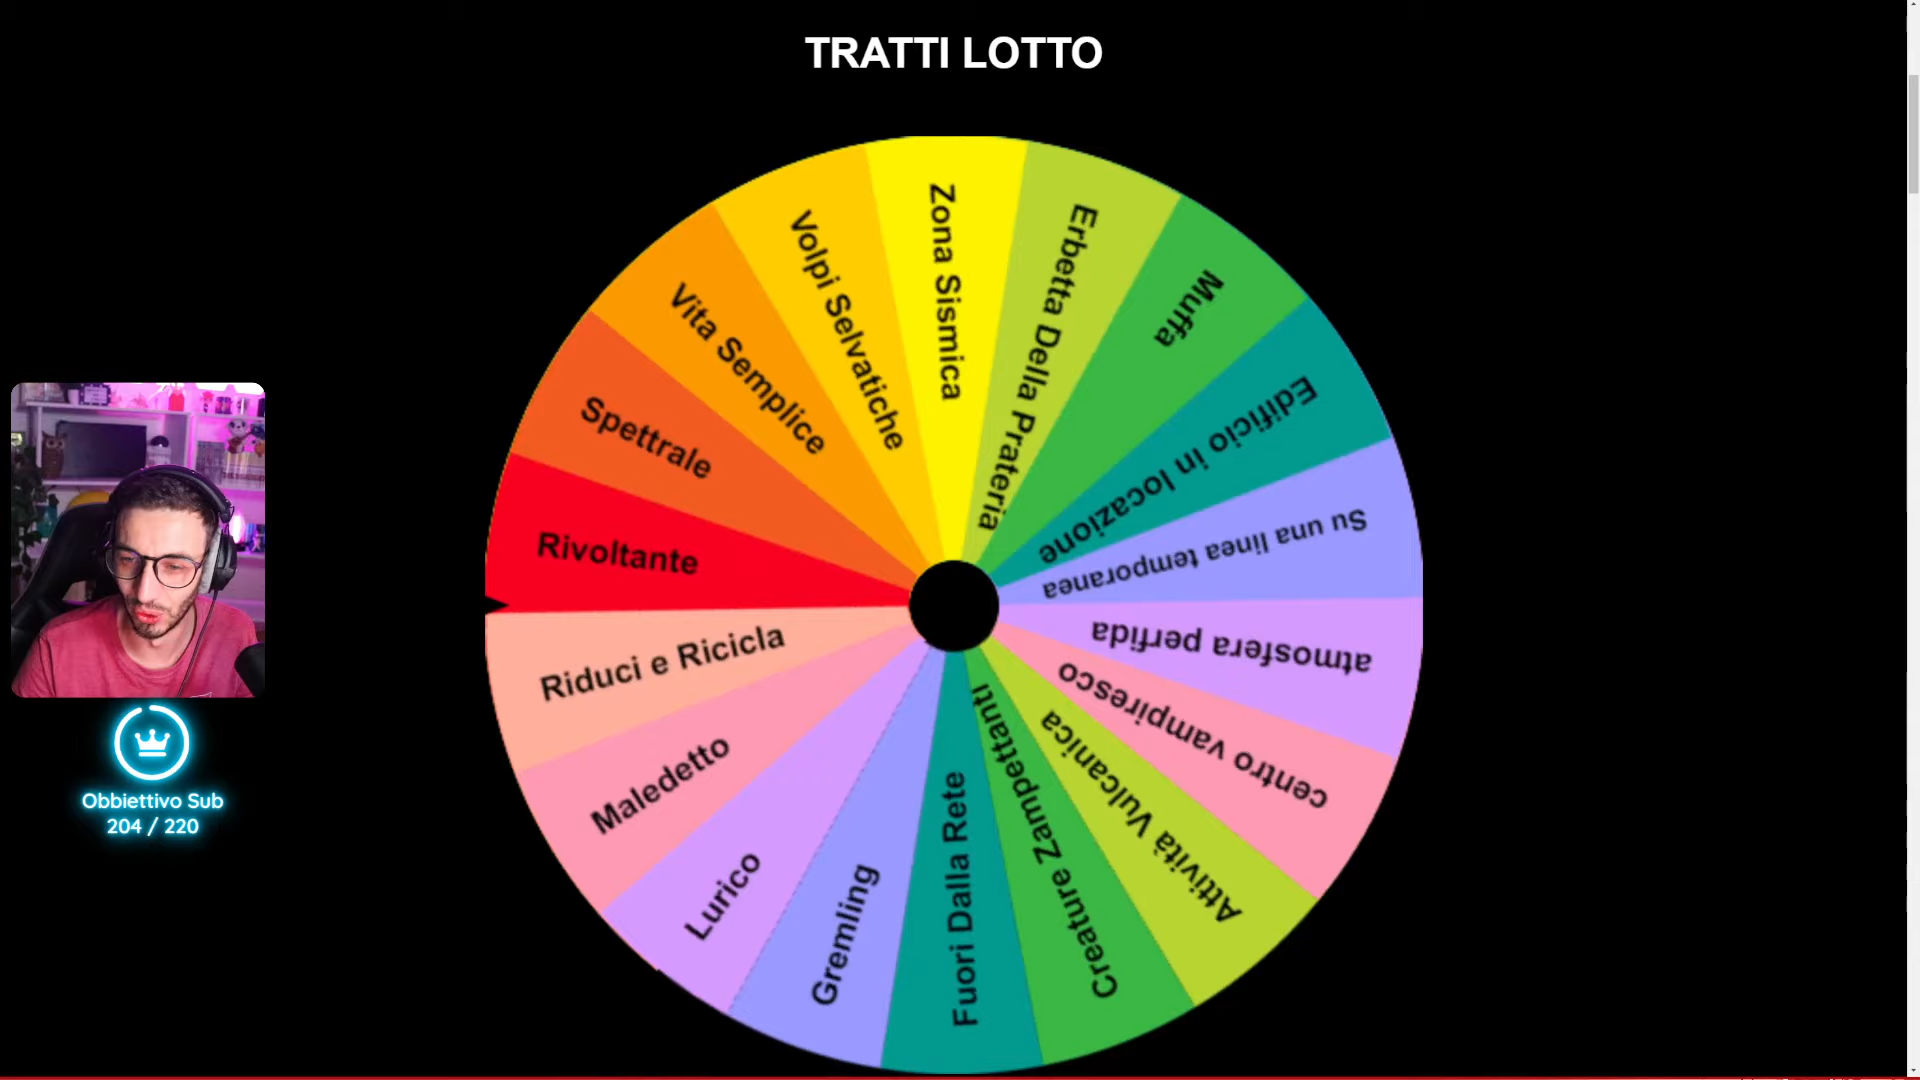 TRATTI LOTTO
Zona Sismica
Erbetta Della Prateria
Muffa
Edificio in locazione
Su una linea temporanea
atmosfera perfida
centro vampiresco
Attività Vulcanica
Creature Zampettanti
Fuori Dalla Rete
Gremling
Lurico
Maledetto
Riduci e Ricicla
Rivoltante
Spettrale
Vita Semplice
Volpi Selvatiche
Obbiettivo Sub
204 / 220